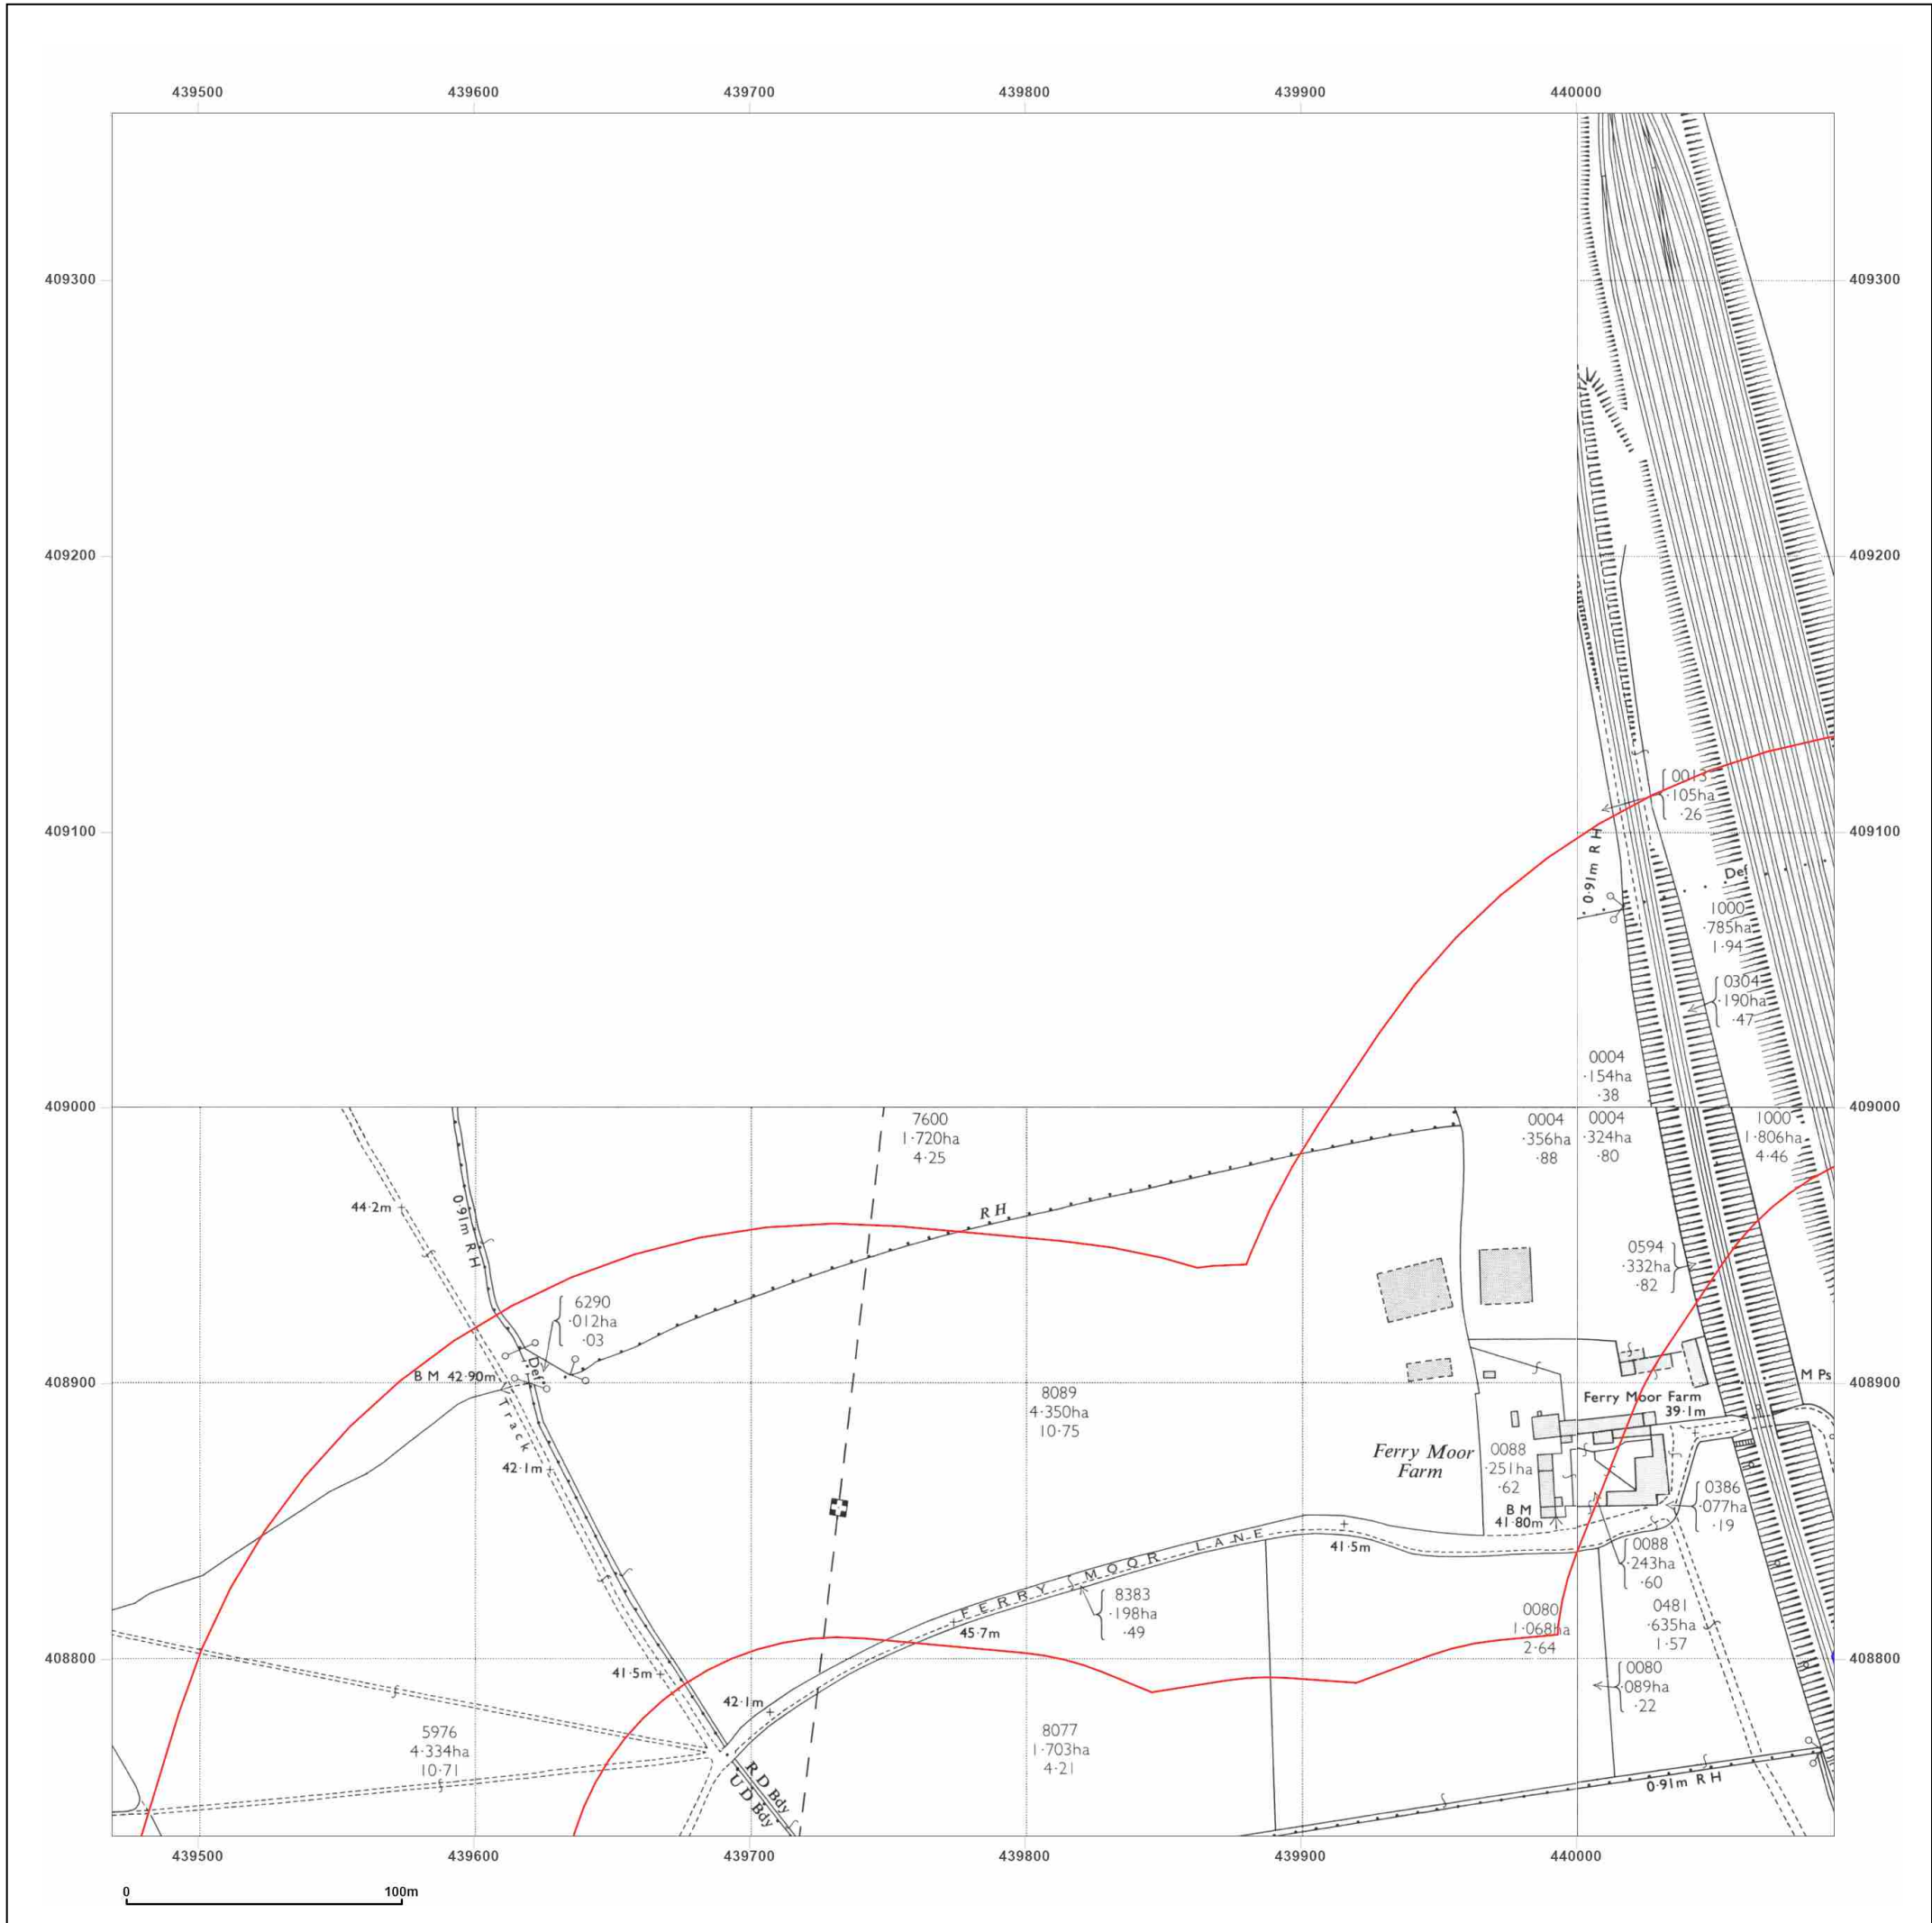 439500 439600 439700 439800 439900 440000
409300 409300
409200 409200
0013
·105ha
·26
409100 409100
0·91m R H
Def
1000
·785ha
1·94
0304
·190ha
·47
0004
·154ha
·38
409000 409000
7600
1·720ha
4·25
0004
·356ha
·88
0004
·324ha
·80
1000
1·806ha
4·46
44·2m
0·91m R H
R H
0594
·332ha
·82
6290
·012ha
·03
Def
B M 42·90m
408900 408900
M Ps
Track
8089
4·350ha
10·75
Ferry Moor Farm
39·1m
Ferry Moor
Farm
0088
·251ha
·62
42·1m
0386
·077ha
·19
B M
41·80m
FERRY MOOR LANE
41·5m
0088
·243ha
·60
8383
·198ha
·49
45·7m
0080
1·068ha
2·64
0481
·635ha
1·57
408800 408800
41·5m
0080
·089ha
·22
42·1m
5976
4·334ha
10·71
8077
1·703ha
4·21
R D Bdy
U D Bdy
0·91m R H
439500 439600 439700 439800 439900 440000
0 100m